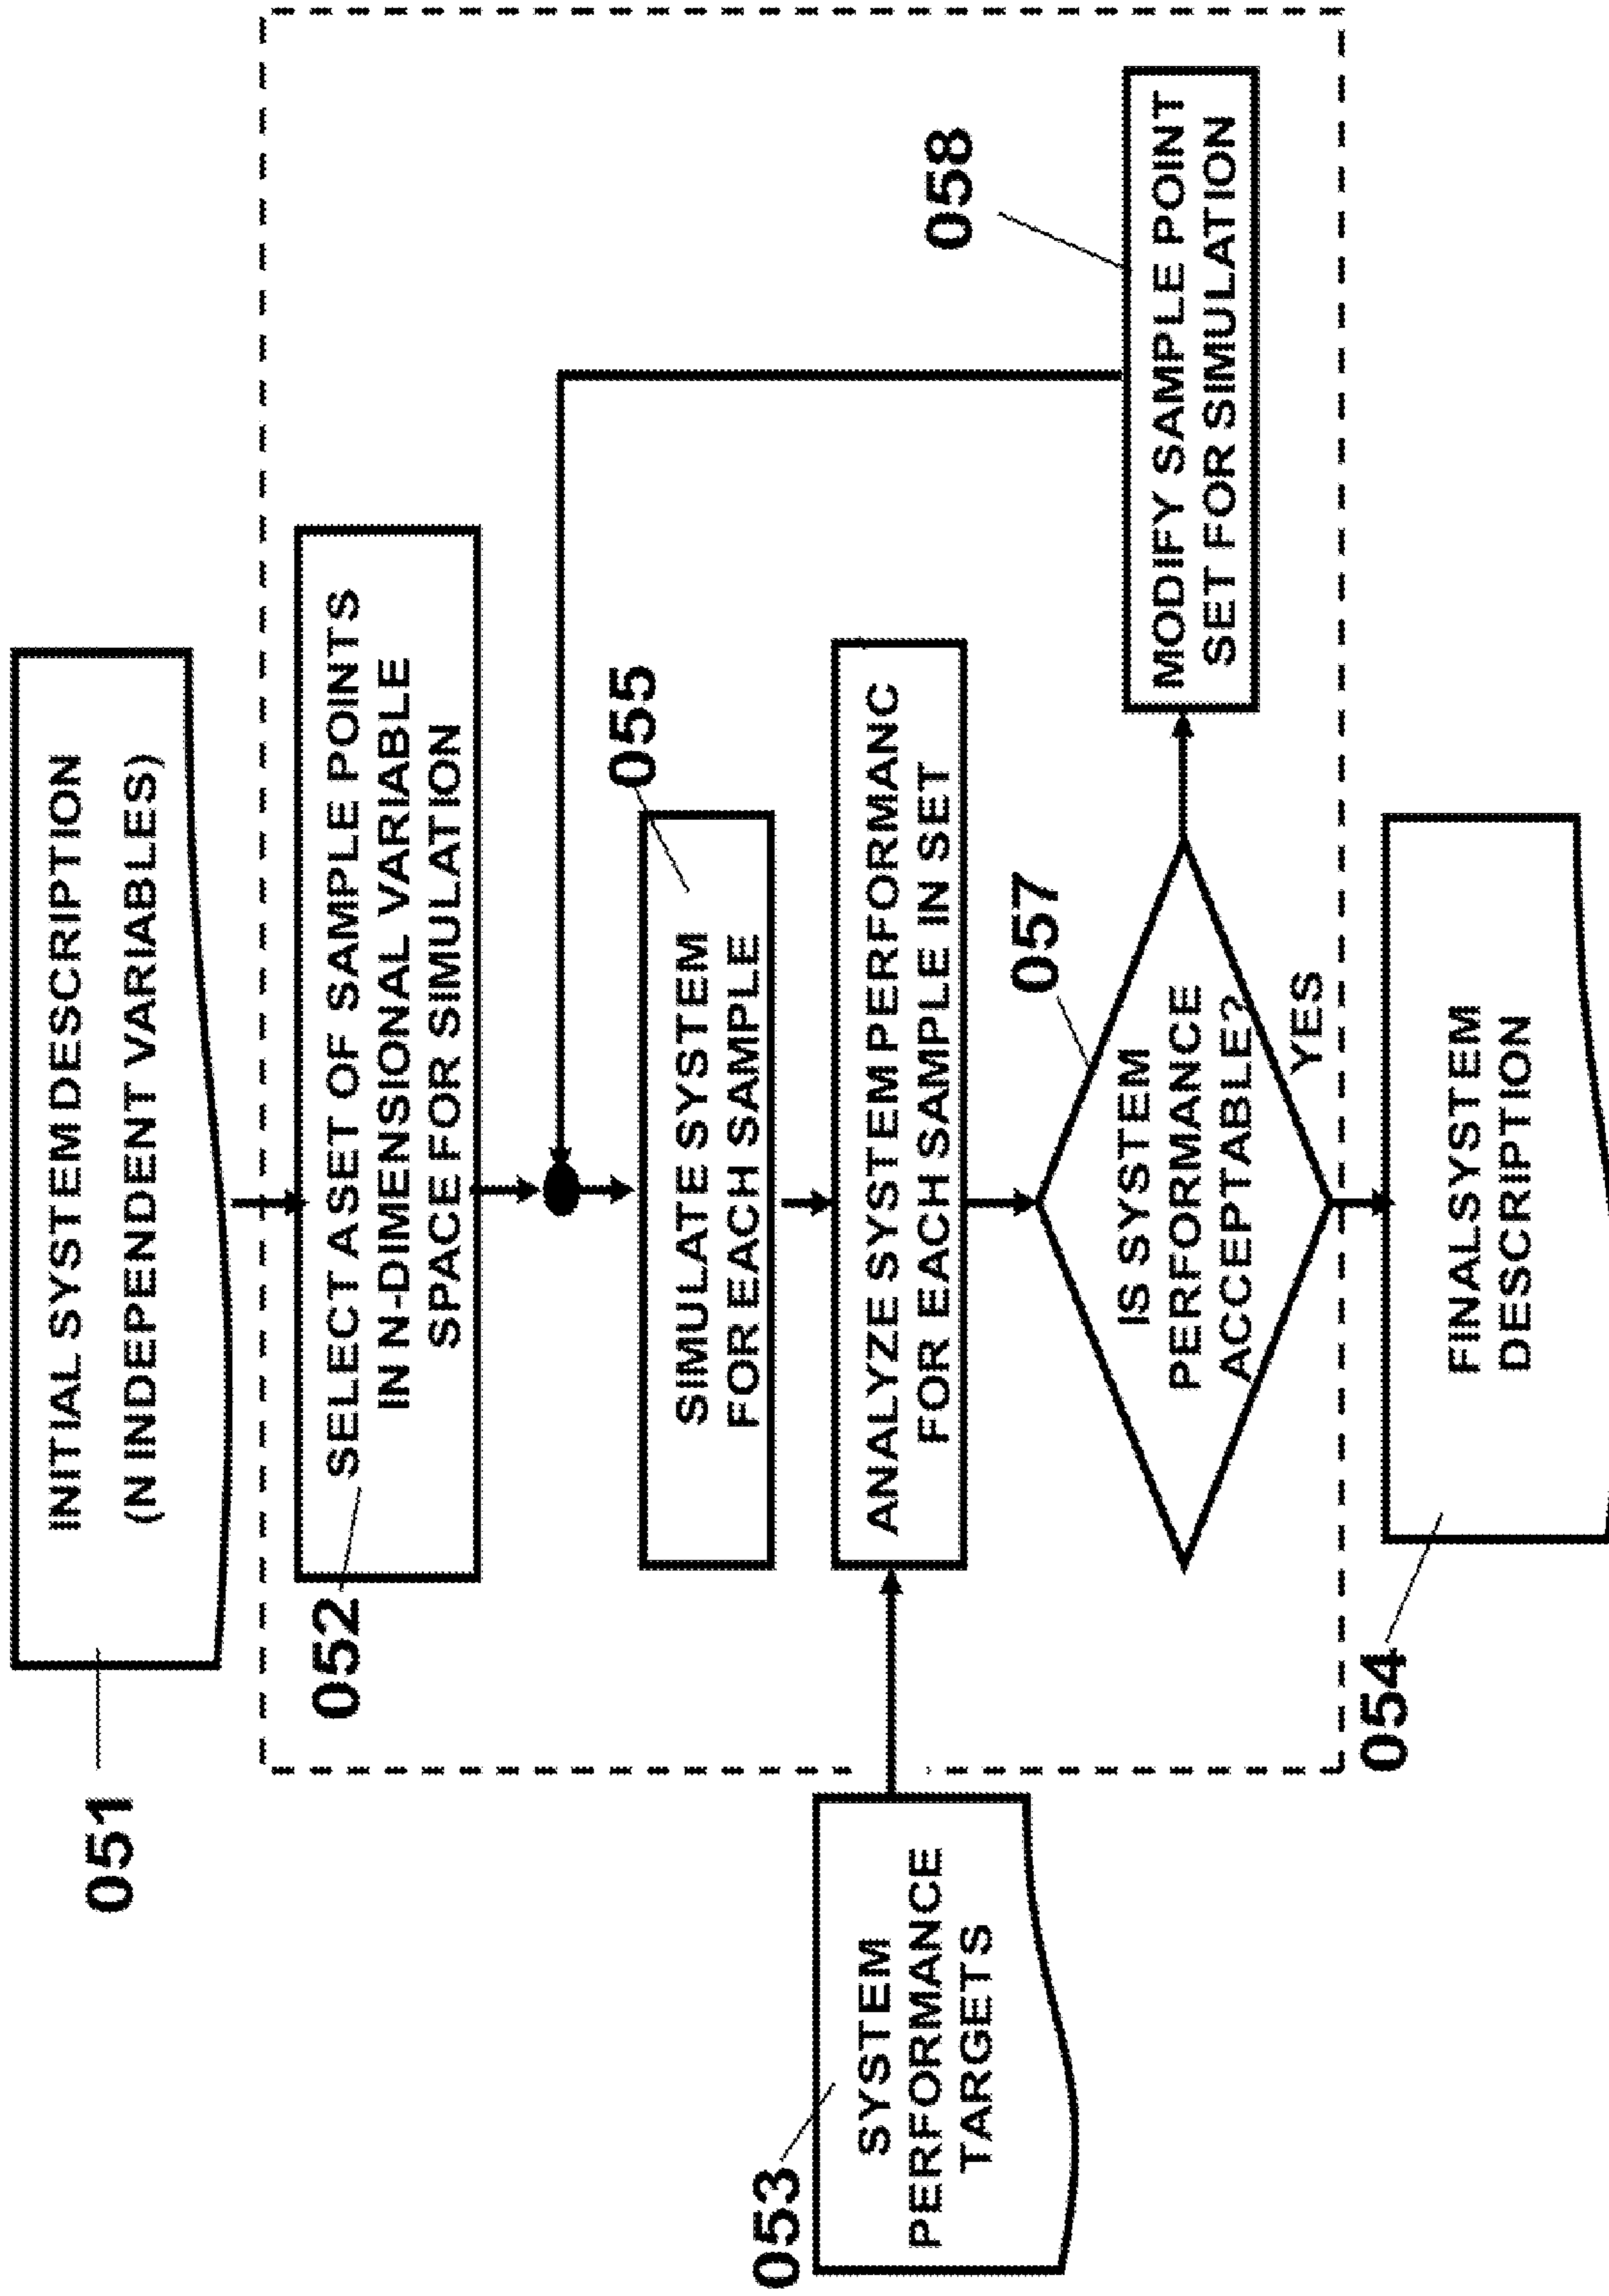 051
INITIAL SYSTEM DESCRIPTION
(N INDEPENDENT VARIABLES)
052
SELECT A SET OF SAMPLE POINTS
IN N-DIMENSIONAL VARIABLE
SPACE FOR SIMULATION
055
SIMULATE SYSTEM
FOR EACH SAMPLE
053
SYSTEM
PERFORMANCE
TARGETS
ANALYZE SYSTEM PERFORMANC
FOR EACH SAMPLE IN SET
057
IS SYSTEM
PERFORMANCE
ACCEPTABLE?
YES
058
MODIFY SAMPLE POINT
SET FOR SIMULATION
054
FINAL SYSTEM
DESCRIPTION